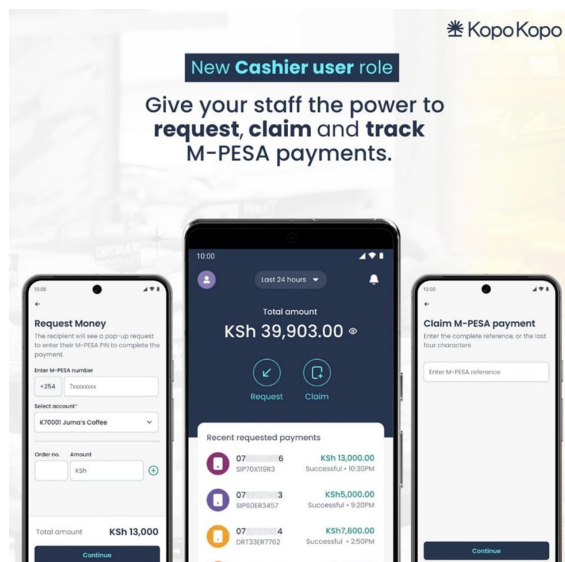 KopoKopo
New Cashier user role
Give your staff the power to
request, claim and track
M-PESA payments.
10:00
Request Money
The recipient will see a pop-up request
to enter their M-PESA PIN to complete the
payment.
Enter M-PESA number
+254 7xxxxxxxx
Select account*
K70001 Juma's Coffee
Order no. Amount
KSh
Total amount KSh 13,000
Continue
10:00
Last 24 hours
Total amount
KSh 39,903.00
Request Claim
Recent requested payments
07 6 KSh 13,000.00
SIP70X119R3 Successful • 10:30PM
07 3 KSh5,000.00
SIP60ER3457 Successful • 9:20PM
07 4 KSh7,600.00
DRT33ER7762 Successful • 2:50PM
10:00
Claim M-PESA payment
Enter the complete reference, or the last
four characters
Enter M-PESA reference
Continue